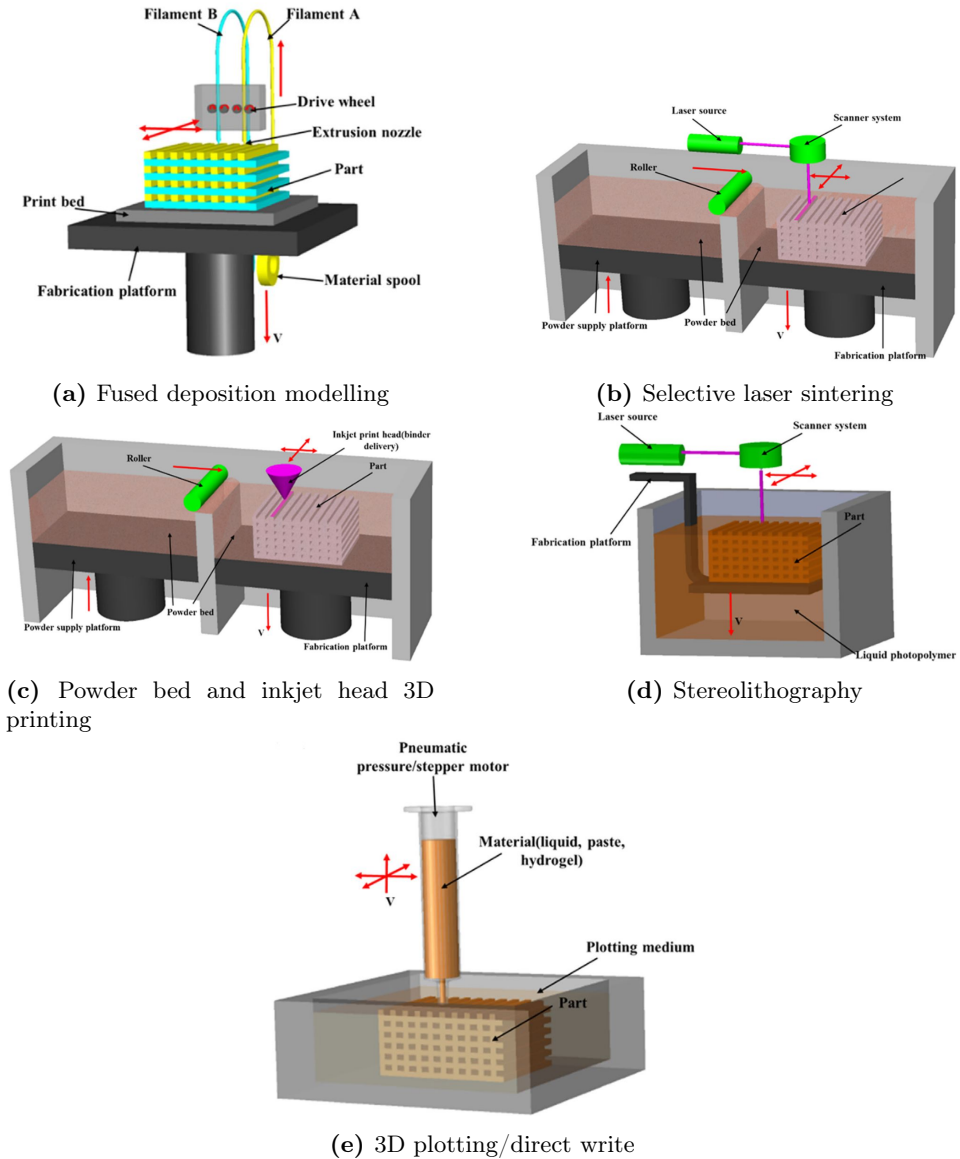 Filament B
Filament A
Drive wheel
Extrusion nozzle
Part
Print bed
Fabrication platform
Material spool
V
(a) Fused deposition modelling
Laser source
Scanner system
Roller
Powder supply platform
Powder bed
V
Fabrication platform
(b) Selective laser sintering
Inkjet print head(binder
delivery)
Roller
Part
Powder supply platform
Powder bed
V
Fabrication platform
(c) Powder bed and inkjet head 3D
printing
Laser source
Scanner system
Fabrication platform
Part
V
Liquid photopolymer
(d) Stereolithography
Pneumatic
pressure/stepper motor
Material(liquid, paste,
hydrogel)
V
Plotting medium
Part
(e) 3D plotting/direct write